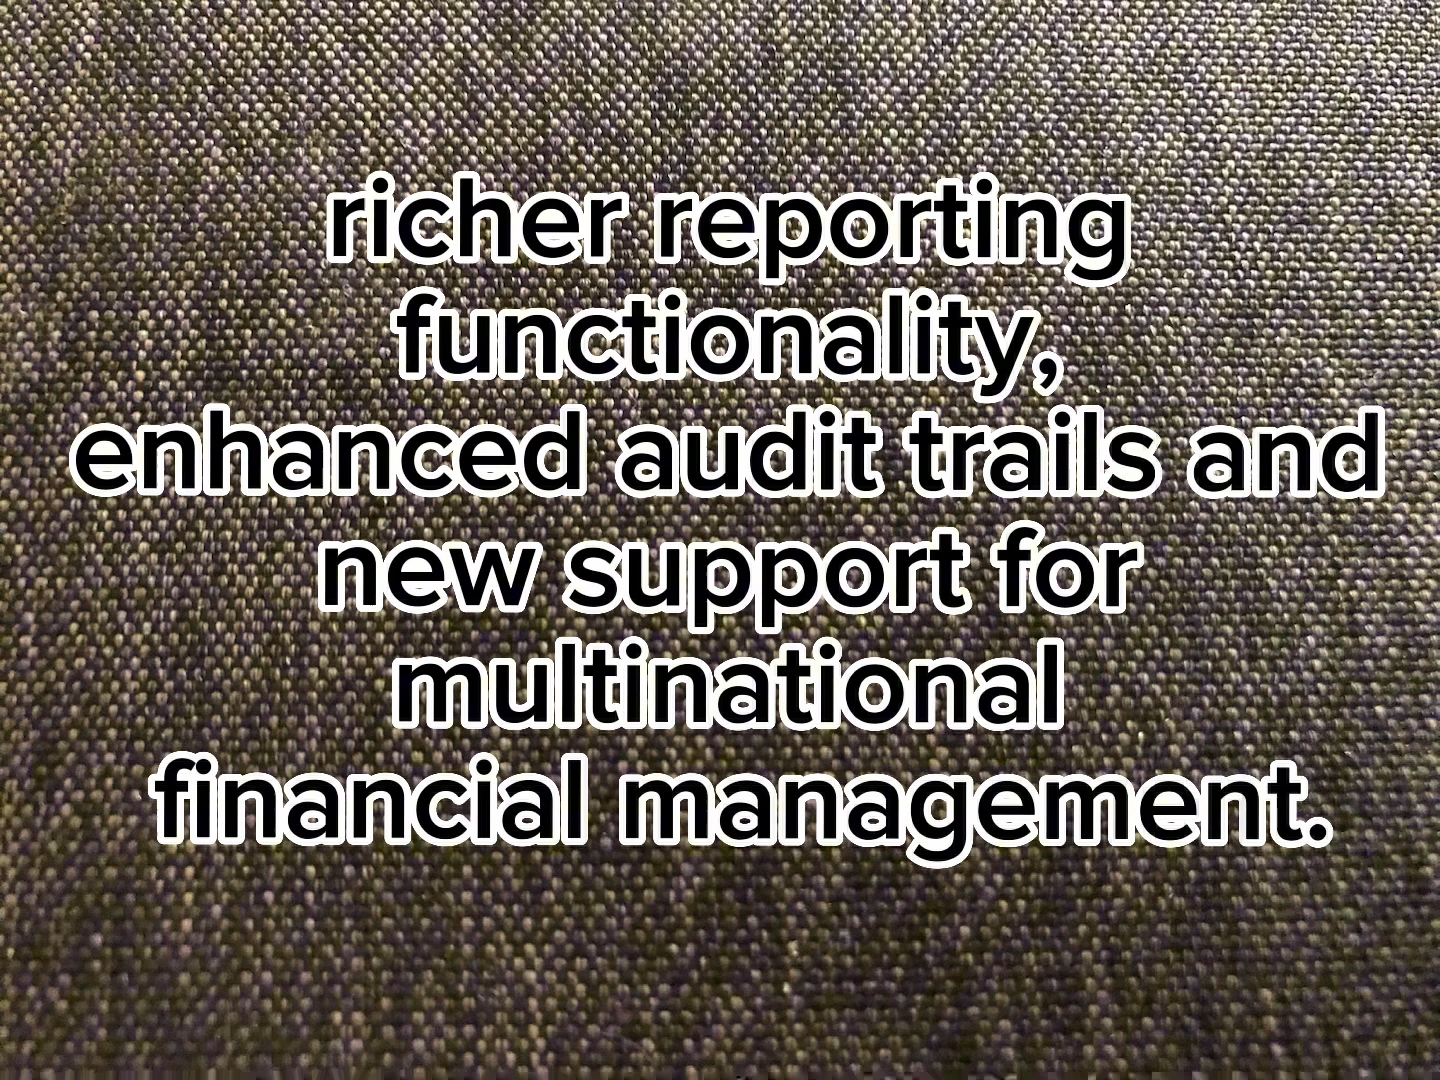 richer reporting
functionality,
enhanced audit trails and
new support for
multinational
financial management.